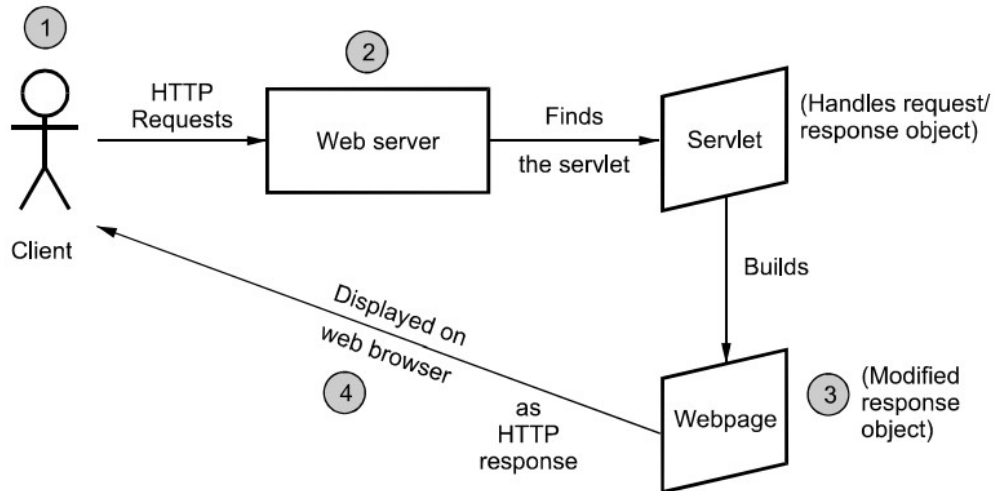 1
2
HTTP
Requests
Web server
Finds
the servlet
Servlet
(Handles request/
response object)
Client
Builds
Displayed on
web browser
4
as
HTTP
response
Webpage
3
(Modified
response
object)